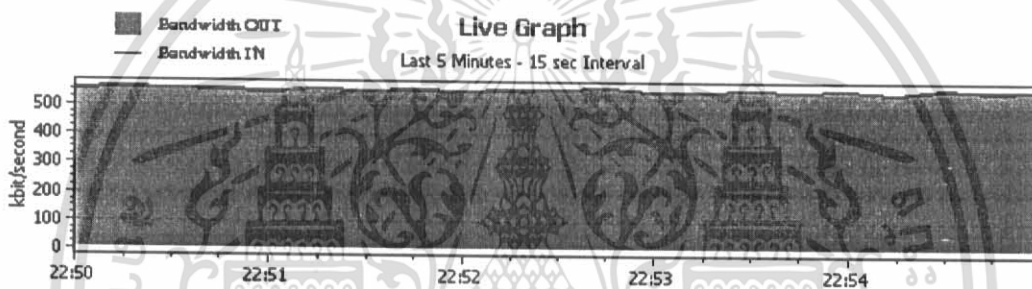 Bandwidth OUT
Live Graph
Bandwidth IN
Last 5 Minutes - 15 sec Interval
kbit/second
500
400
300
200
100
0
22:50
22:51
22:52
22:53
22:54